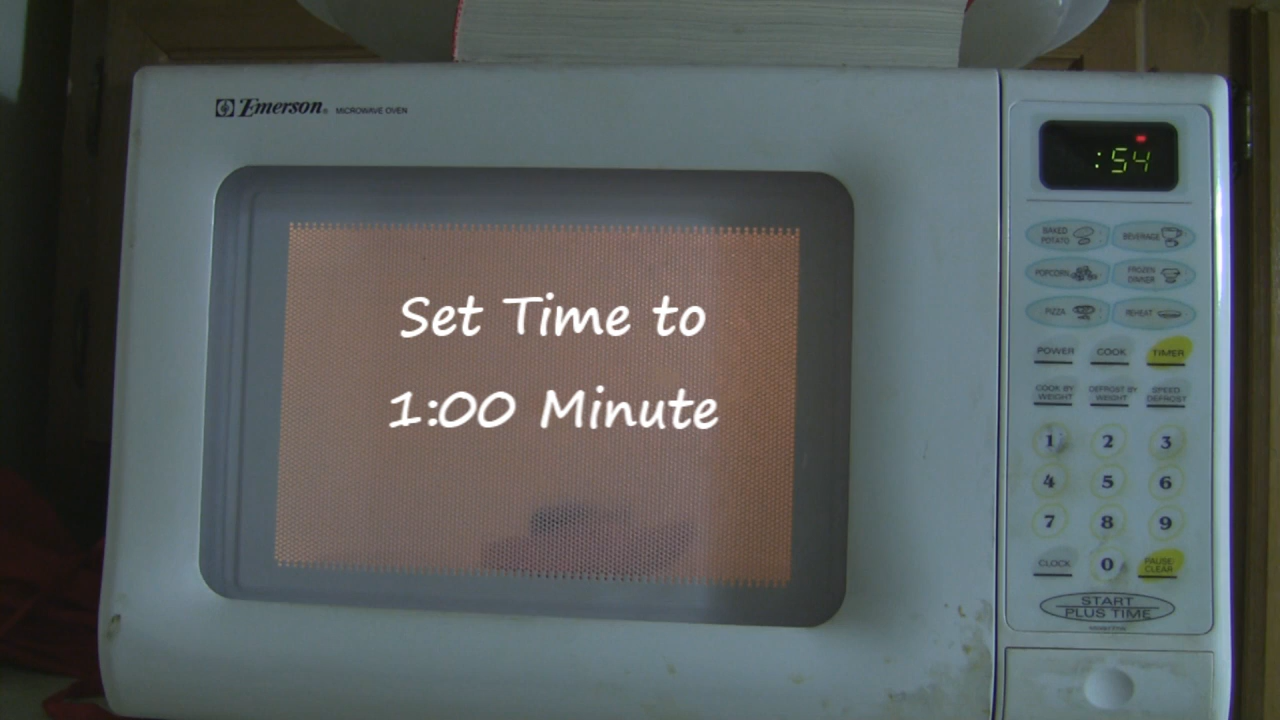 Emerson® MICROWAVE OVEN
:54
BAKED POTATO
BEVERAGE
POPCORN
FROZEN DINNER
PIZZA
REHEAT
POWER
COOK
TIMER
COOK BY WEIGHT
DEFROST BY WEIGHT
SPEED DEFROST
Set Time to
1:00 Minute
1 2 3
4 5 6
7 8 9
CLOCK
0
PAUSE/CLEAR
START
PLUS TIME